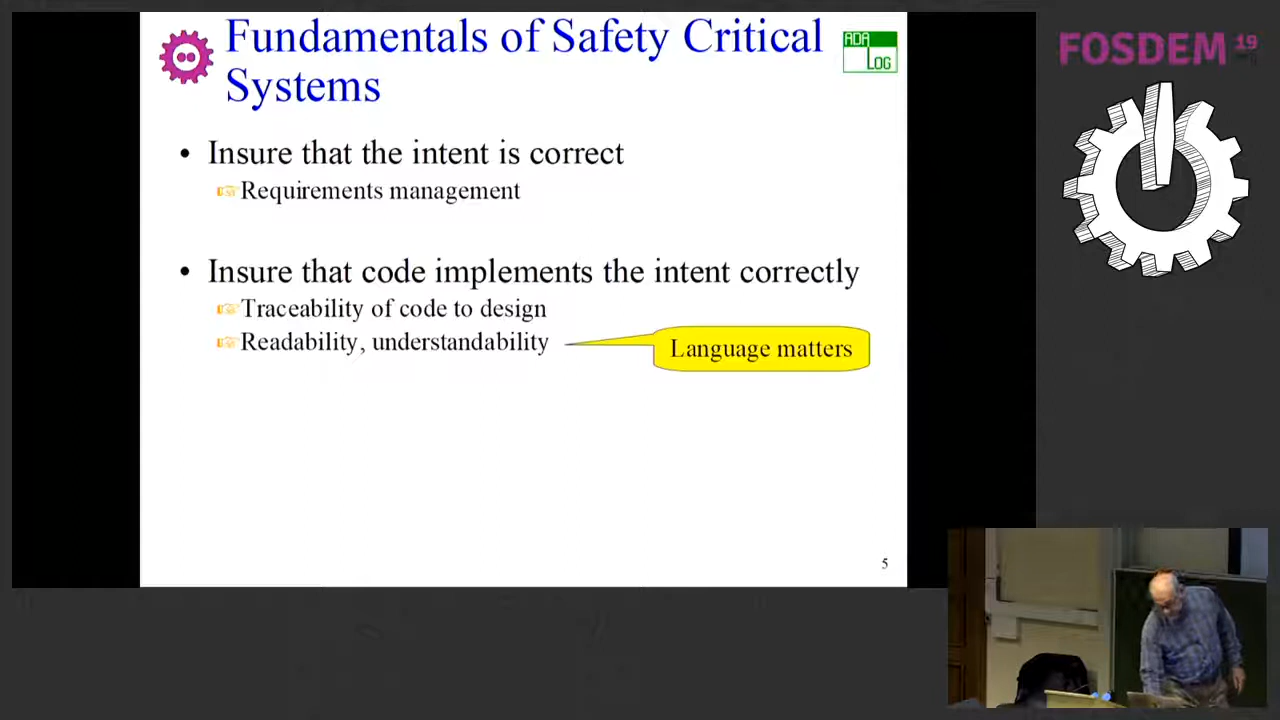 Fundamentals of Safety Critical
Systems
ADA
LOG
• Insure that the intent is correct
Requirements management
• Insure that code implements the intent correctly
Traceability of code to design
Readability, understandability
Language matters
5
FOSDEM 19